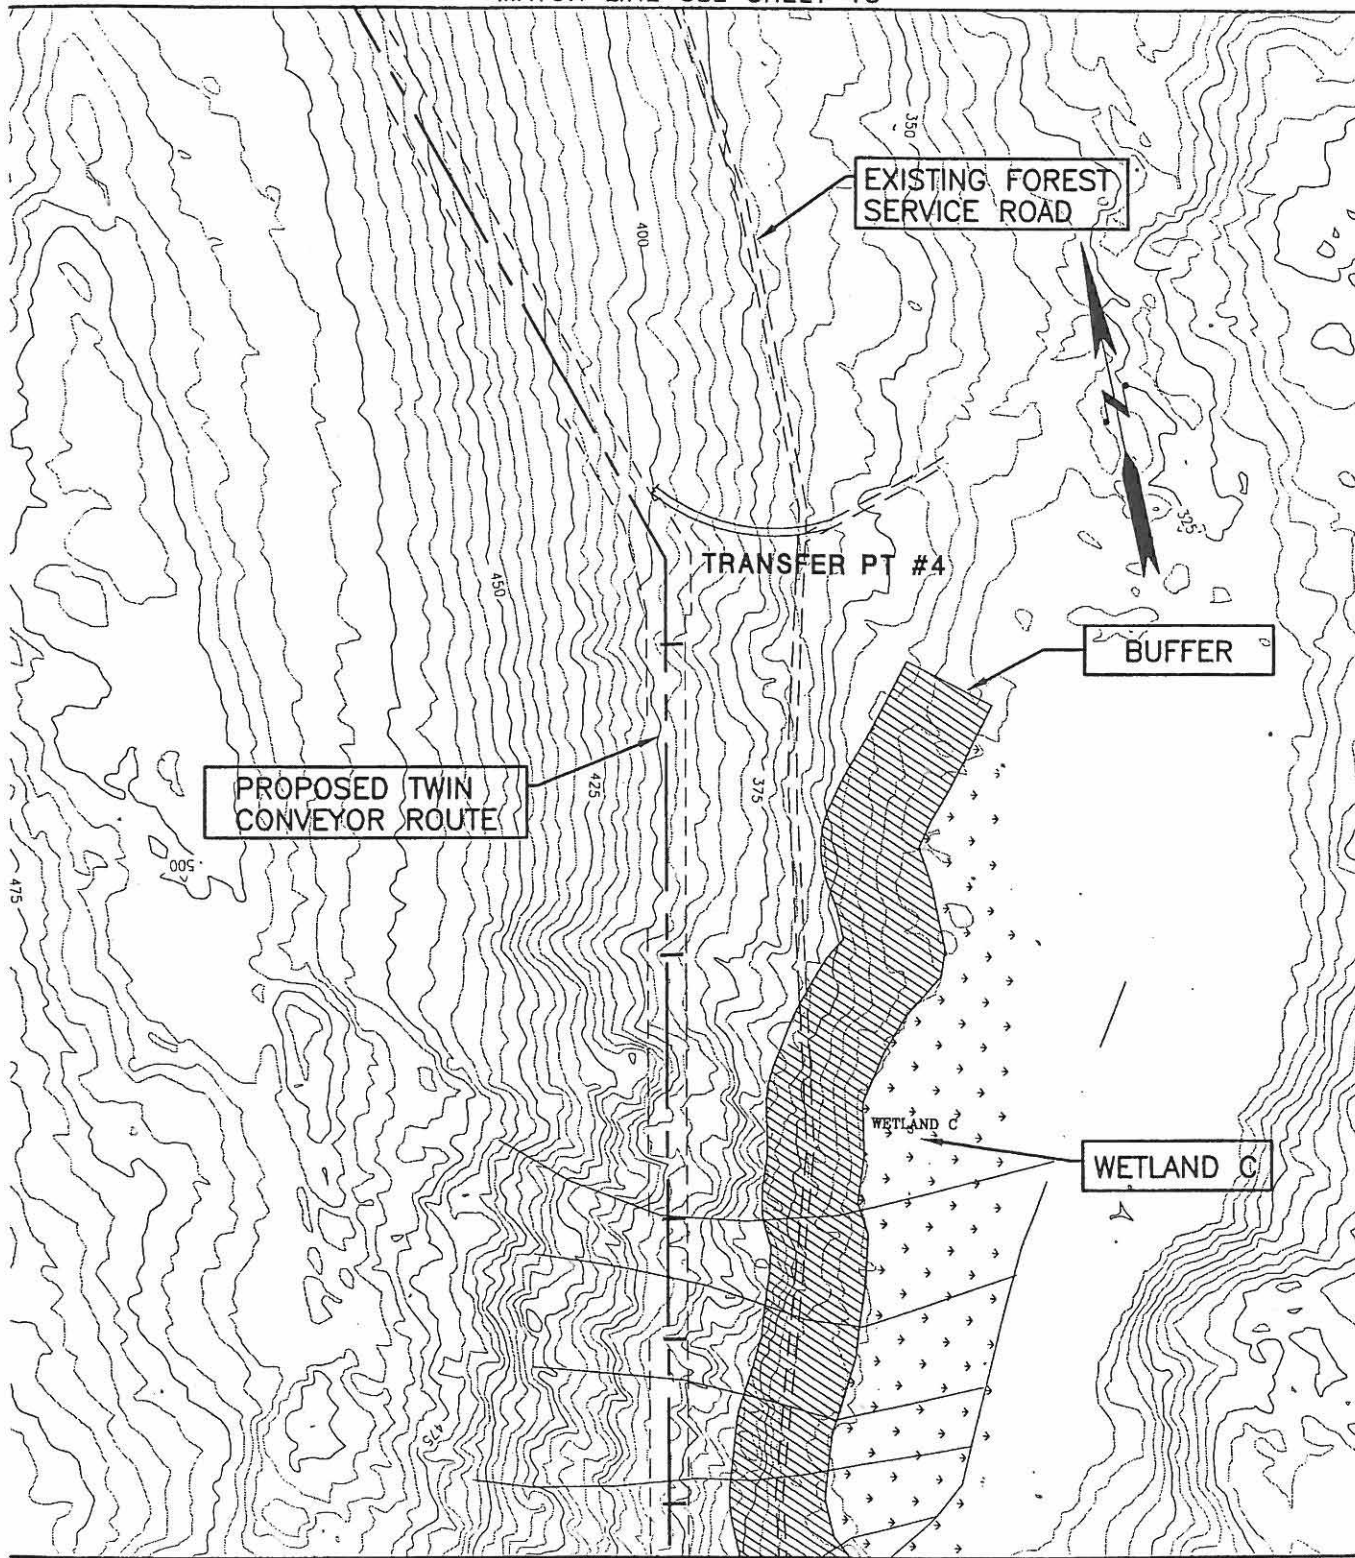 350
EXISTING FOREST
SERVICE ROAD
400
325
TRANSFER PT #4
450
BUFFER
PROPOSED TWIN
CONVEYOR ROUTE
425
375
500
475
WETLAND C
WETLAND C
475